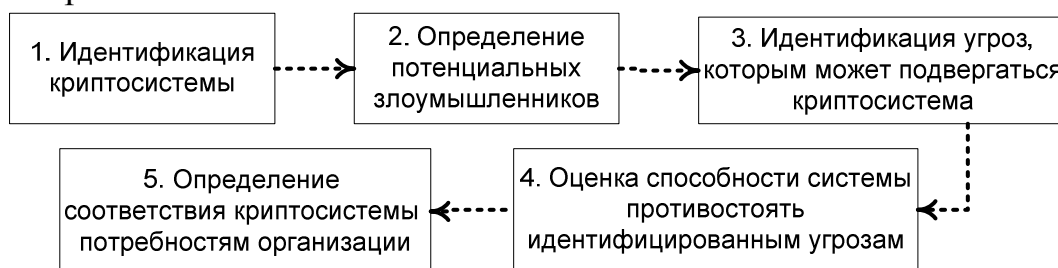 1. Идентификация
криптосистемы
2. Определение
потенциальных
злоумышленников
3. Идентификация угроз,
которым может подвергаться
криптосистема
4. Оценка способности системы
противостоять
идентифицированным угрозам
5. Определение
соответствия криптосистемы
потребностям организации